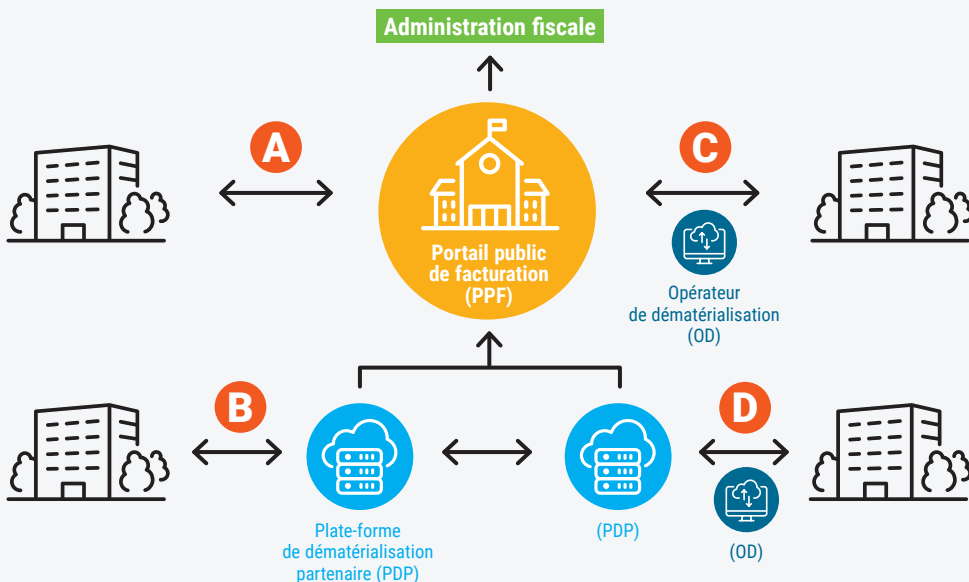 Administration fiscale
A
C
Portail public
de facturation
(PPF)
Opérateur
de dématérialisation
(OD)
B
D
Plate-forme
de dématérialisation
partenaire (PDP)
(PDP)
(OD)